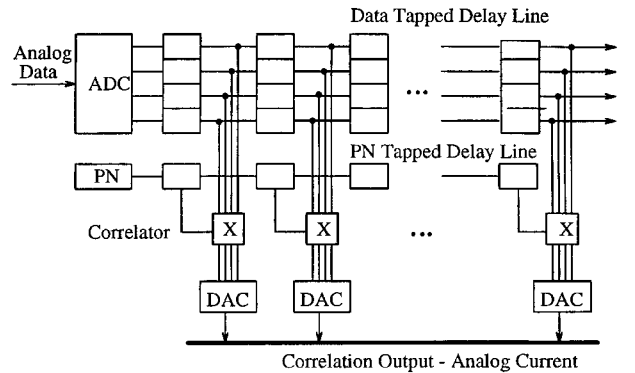 Data Tapped Delay Line
Analog
Data
ADC
...
PN Tapped Delay Line
PN
Correlator
X
X
...
X
DAC
DAC
DAC
Correlation Output - Analog Current